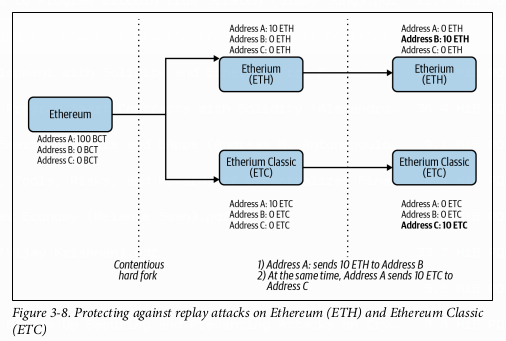 Address A: 10 ETH
Address B: 0 ETH
Address C: 0 ETH
Address A: 0 ETH
Address B: 10 ETH
Address C: 0 ETH
Etherium
(ETH)
Etherium
(ETH)
Ethereum
Address A: 100 BCT
Address B: 0 BCT
Address C: 0 BCT
Etherium Classic
(ETC)
Etherium Classic
(ETC)
Address A: 10 ETC
Address B: 0 ETC
Address C: 0 ETC
Address A: 0 ETC
Address B: 0 ETC
Address C: 10 ETC
Contentious
hard fork
1) Address A: sends 10 ETH to Address B
2) At the same time, Address A sends 10 ETC to
Address C
Figure 3-8. Protecting against replay attacks on Ethereum (ETH) and Ethereum Classic
(ETC)